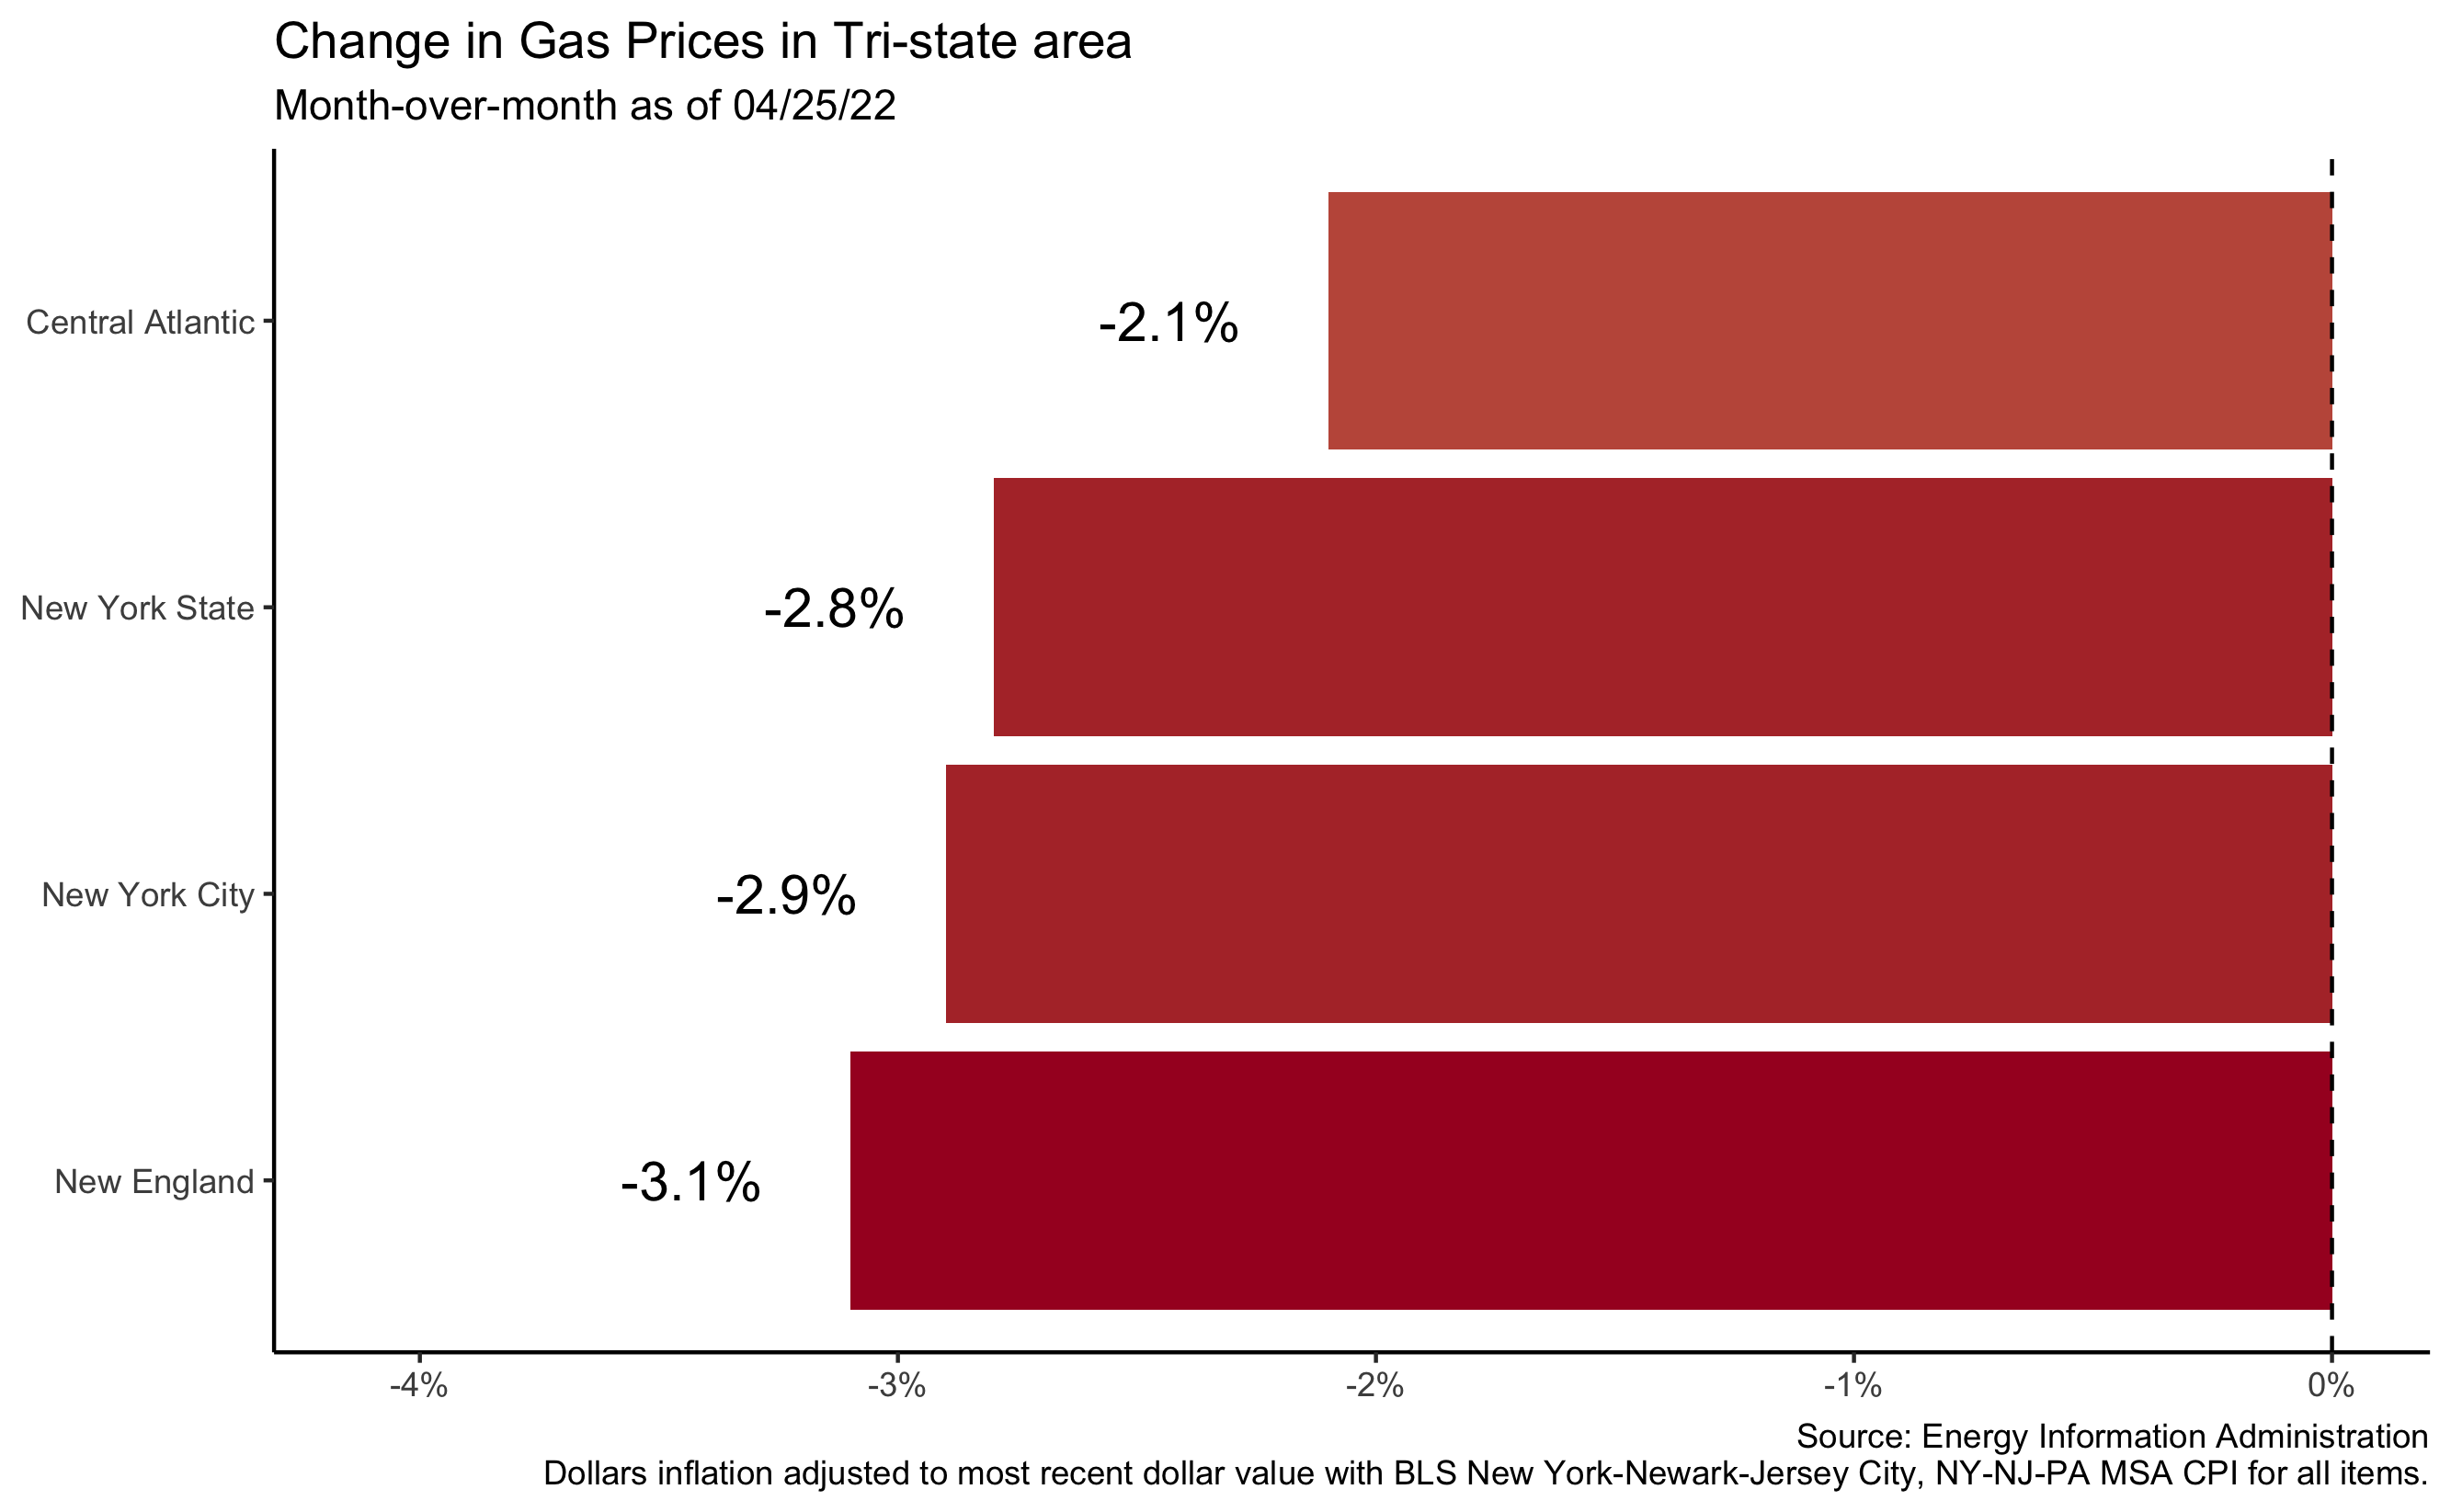 Change in Gas Prices in Tri-state area
Month-over-month as of 04/25/22
Central Atlantic
-2.1%
New York State
-2.8%
New York City
-2.9%
New England
-3.1%
-4%
-3%
-2%
-1%
0%
Source: Energy Information Administration
Dollars inflation adjusted to most recent dollar value with BLS New York-Newark-Jersey City, NY-NJ-PA MSA CPI for all items.